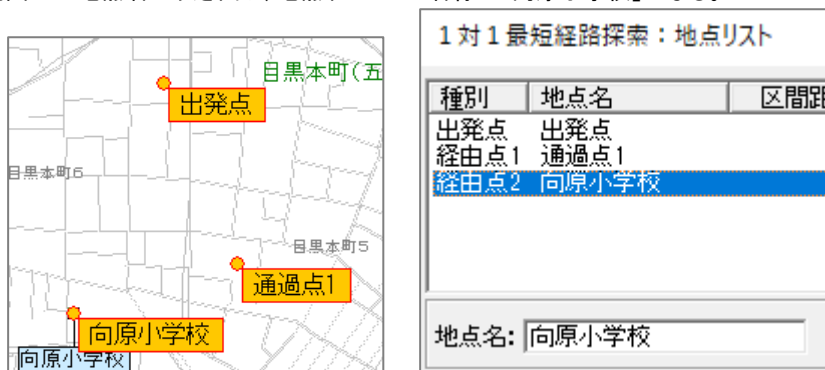 目黒本町(五
出発点
目黒本町6
目黒本町5
通過点1
向原小学校
向原小学校
1対1最短経路探索：地点リスト
種別 地点名 区間距
出発点 出発点
経由点1 通過点1
経由点2 向原小学校
地点名: 向原小学校